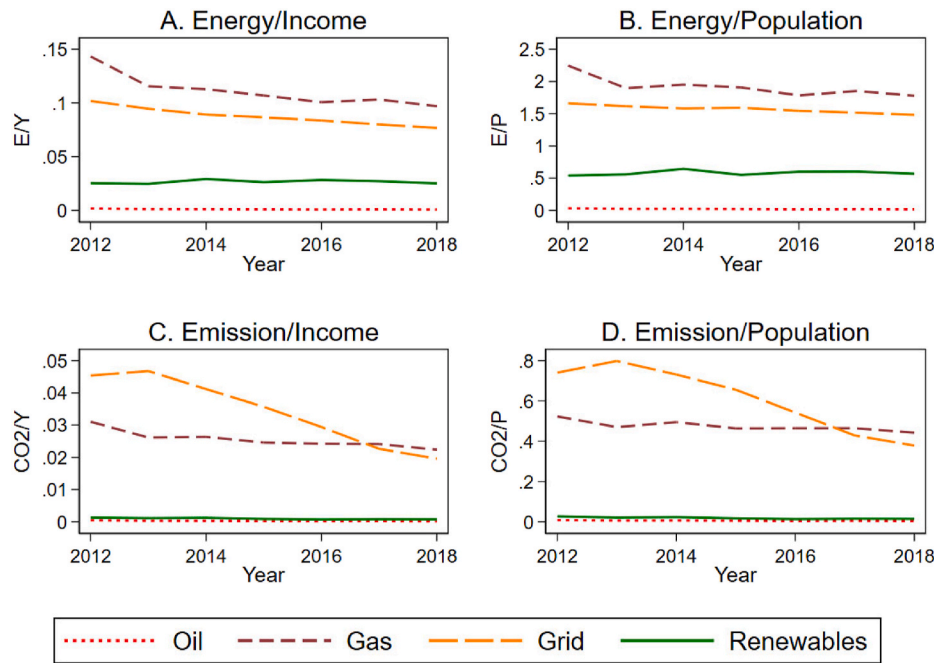 A. Energy/Income
.15
.1
.05
0
E/Y
2012
2014
2016
2018
Year
B. Energy/Population
2.5
2
1.5
1
.5
0
E/P
2012
2014
2016
2018
Year
C. Emission/Income
.05
.04
.03
.02
.01
0
CO2/Y
2012
2014
2016
2018
Year
D. Emission/Population
.8
.6
.4
.2
0
CO2/P
2012
2014
2016
2018
Year
Oil Gas Grid Renewables